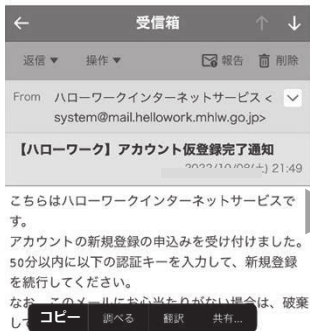 受信箱
返信 ▼ 操作 ▼ 報告 削除
From ハローワークインターネットサービス <
system@mail.hellowork.mhlw.go.jp>
【ハローワーク】アカウント仮登録完了通知
2022/10/08(土) 21:49
こちらはハローワークインターネットサービスで
す。
アカウントの新規登録の申込みを受け付けました。
50分以内に以下の認証キーを入力して、新規登録
を続行してください。
なお、このメールにお心当たりがない場合は、破棄
して
コピー 調べる 翻訳 共有...